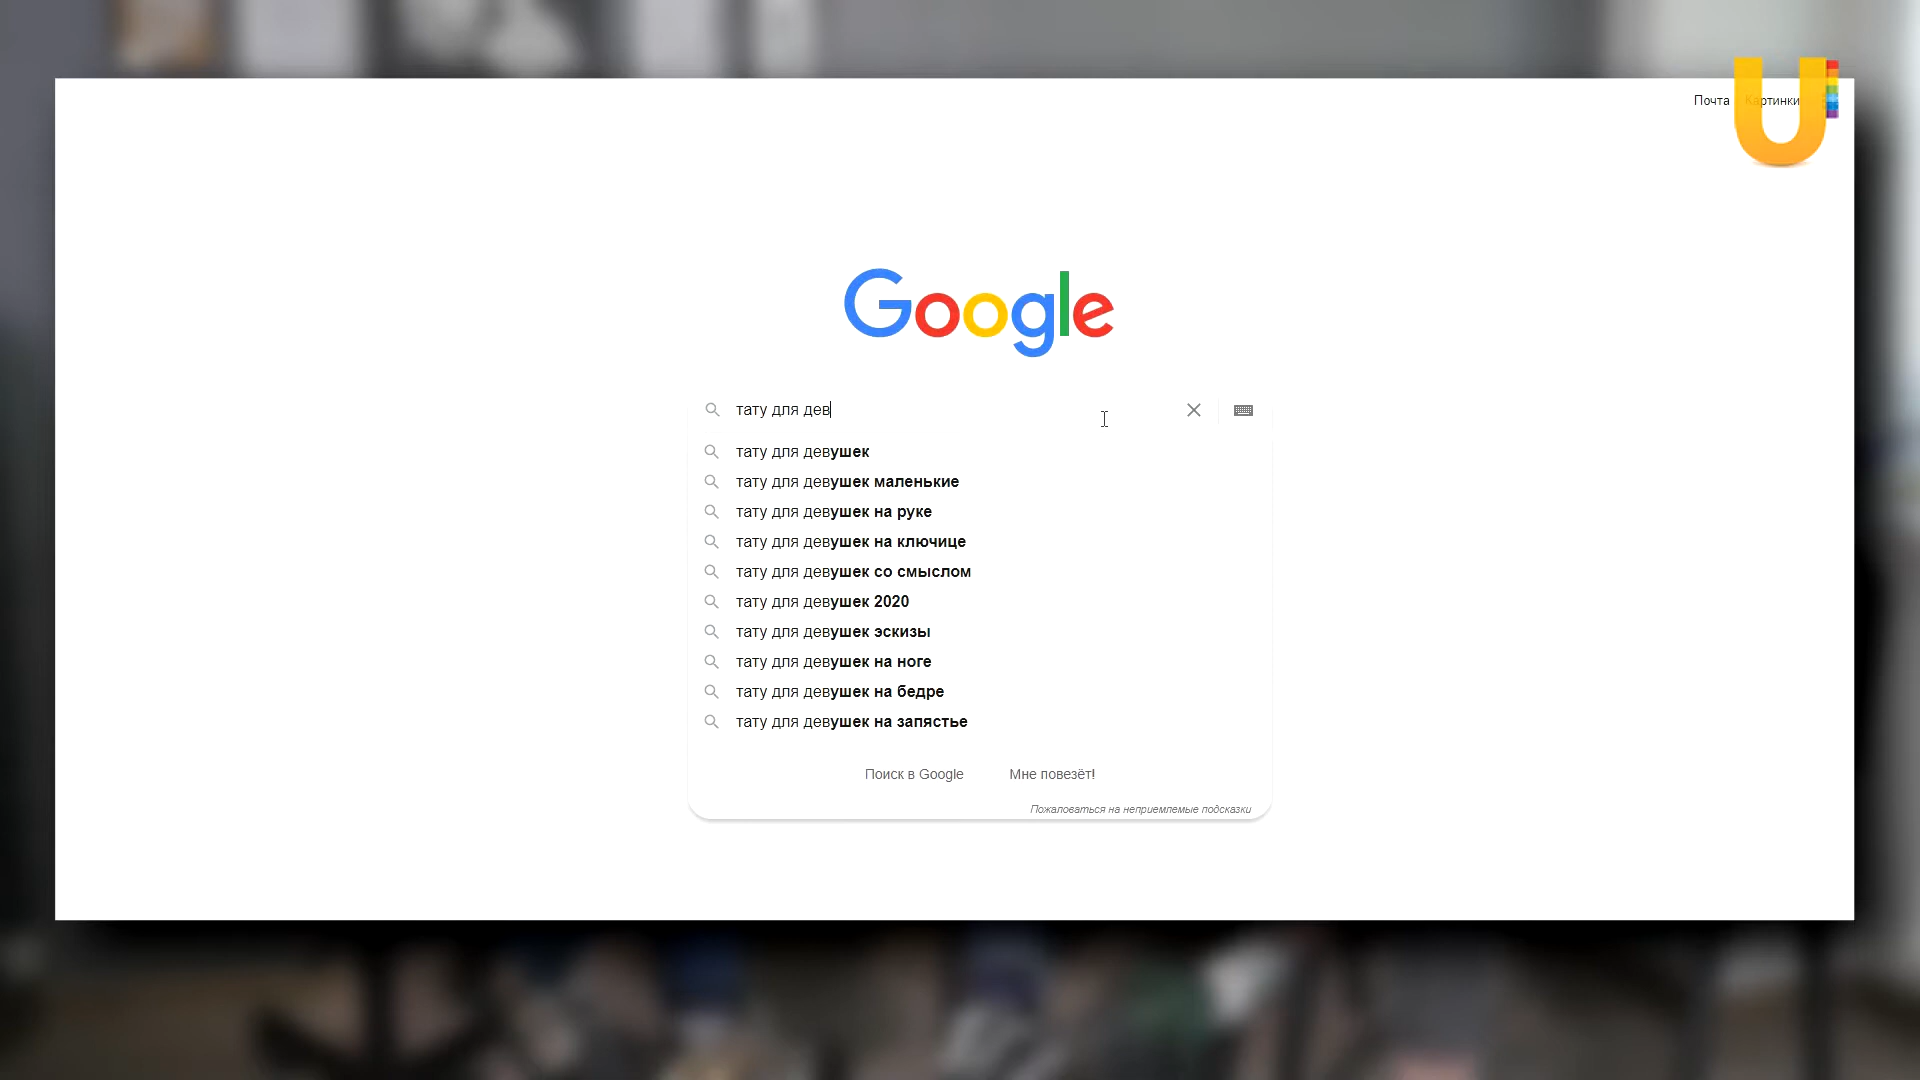 Почта Картинки
U
Google
тату для дев
тату для девушек
тату для девушек маленькие
тату для девушек на руке
тату для девушек на ключице
тату для девушек со смыслом
тату для девушек 2020
тату для девушек эскизы
тату для девушек на ноге
тату для девушек на бедре
тату для девушек на запястье
Поиск в Google Мне повезёт!
Пожаловаться на неприемлемые подсказки